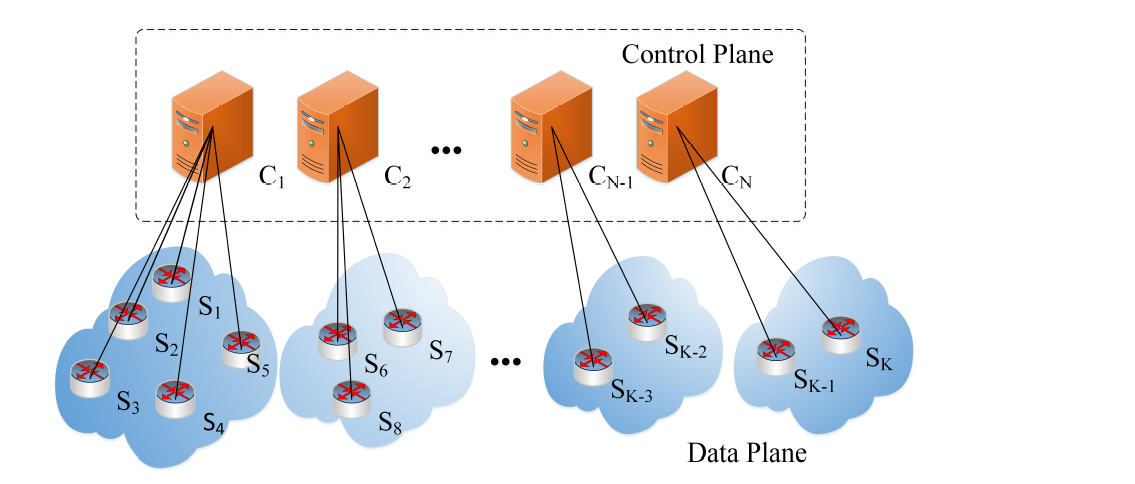 Control Plane
C1
•••
C2
CN-1
CN
S1
S2
S3
S4
S5
S6
S7
S8
•••
SK-3
SK-2
SK-1
SK
Data Plane